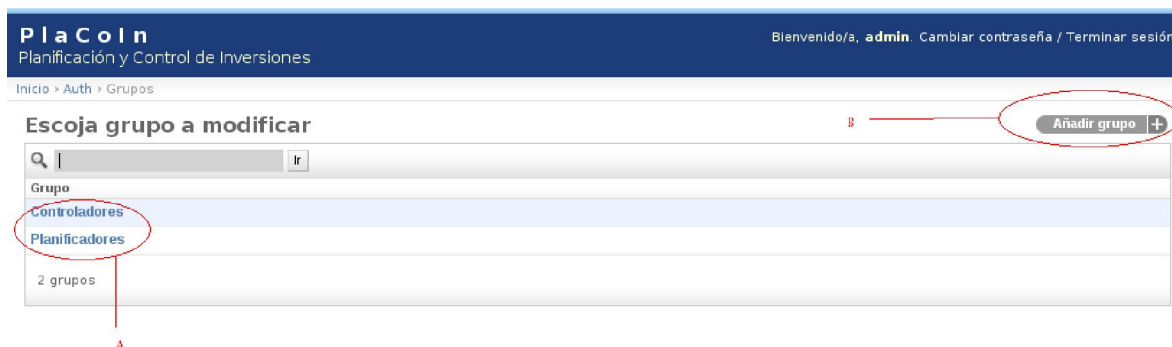 PlaCoIn
Planificación y Control de Inversiones
Bienvenido/a, admin. Cambiar contraseña / Terminar sesión
Inicio › Auth › Grupos
Escoja grupo a modificar
B
Añadir grupo +
Ir
Grupo
Controladores
Planificadores
2 grupos
A